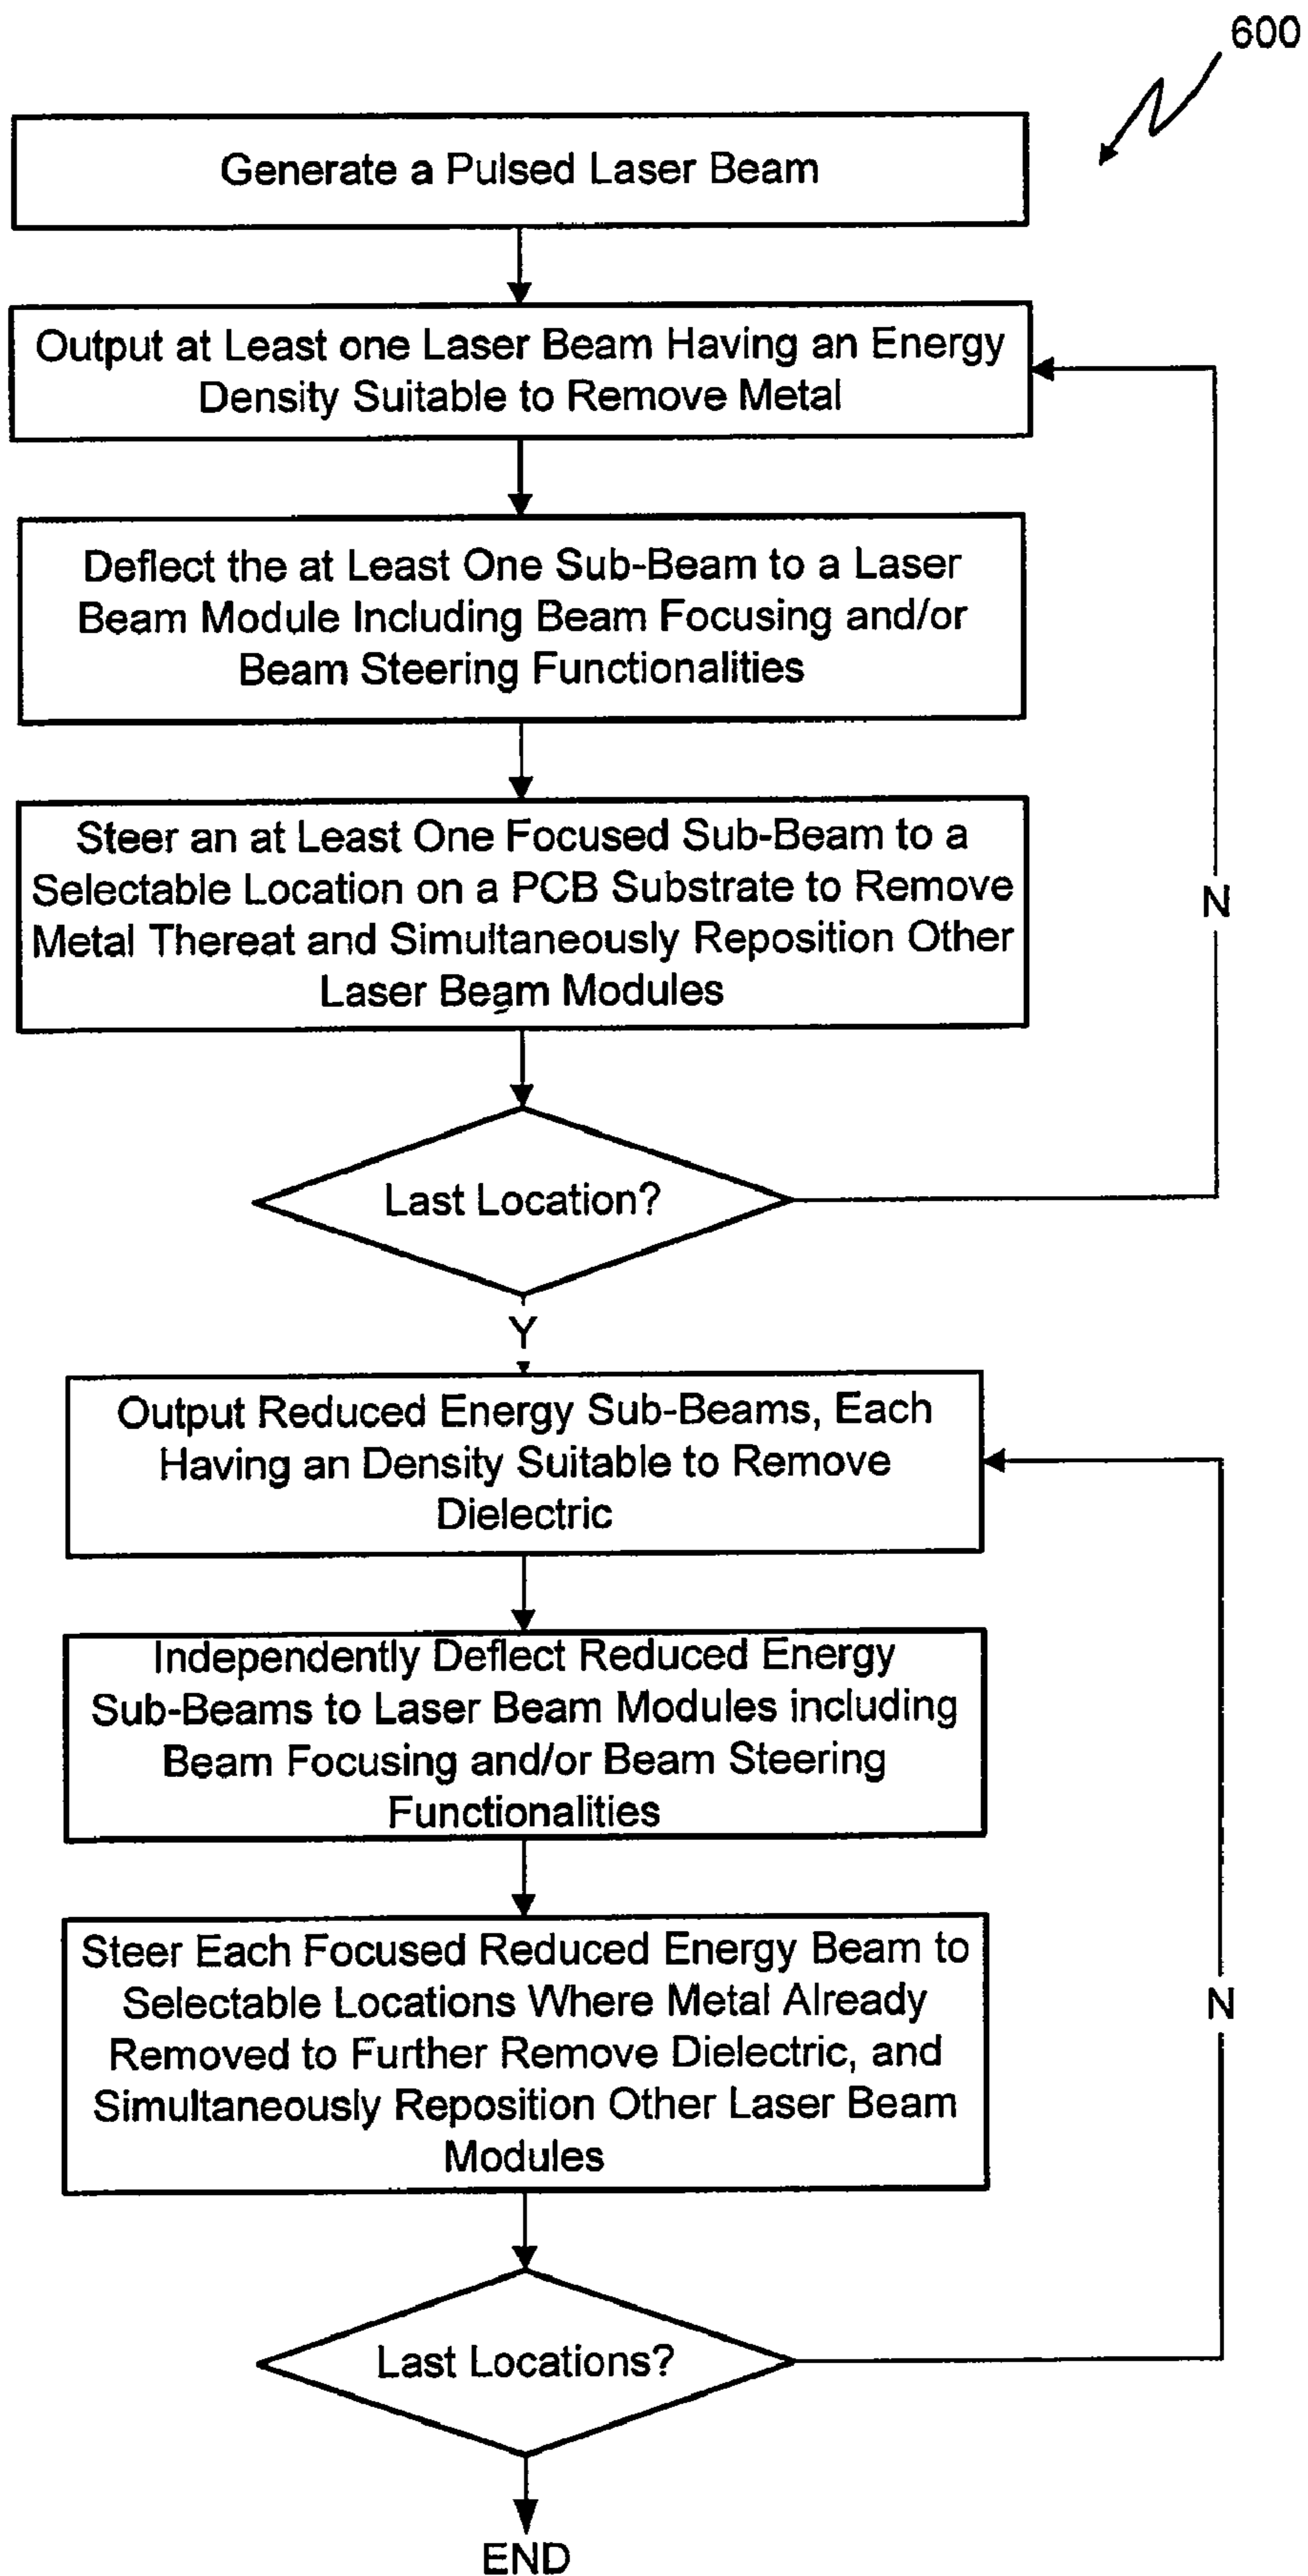 600
Generate a Pulsed Laser Beam
Output at Least one Laser Beam Having an Energy
Density Suitable to Remove Metal
Deflect the at Least One Sub-Beam to a Laser
Beam Module Including Beam Focusing and/or
Beam Steering Functionalities
Steer an at Least One Focused Sub-Beam to a
Selectable Location on a PCB Substrate to Remove
Metal Thereat and Simultaneously Reposition Other
Laser Beam Modules
N
Last Location?
Y
Output Reduced Energy Sub-Beams, Each
Having an Density Suitable to Remove
Dielectric
Independently Deflect Reduced Energy
Sub-Beams to Laser Beam Modules including
Beam Focusing and/or Beam Steering
Functionalities
Steer Each Focused Reduced Energy Beam to
Selectable Locations Where Metal Already
Removed to Further Remove Dielectric, and
Simultaneously Reposition Other Laser Beam
Modules
N
Last Locations?
END